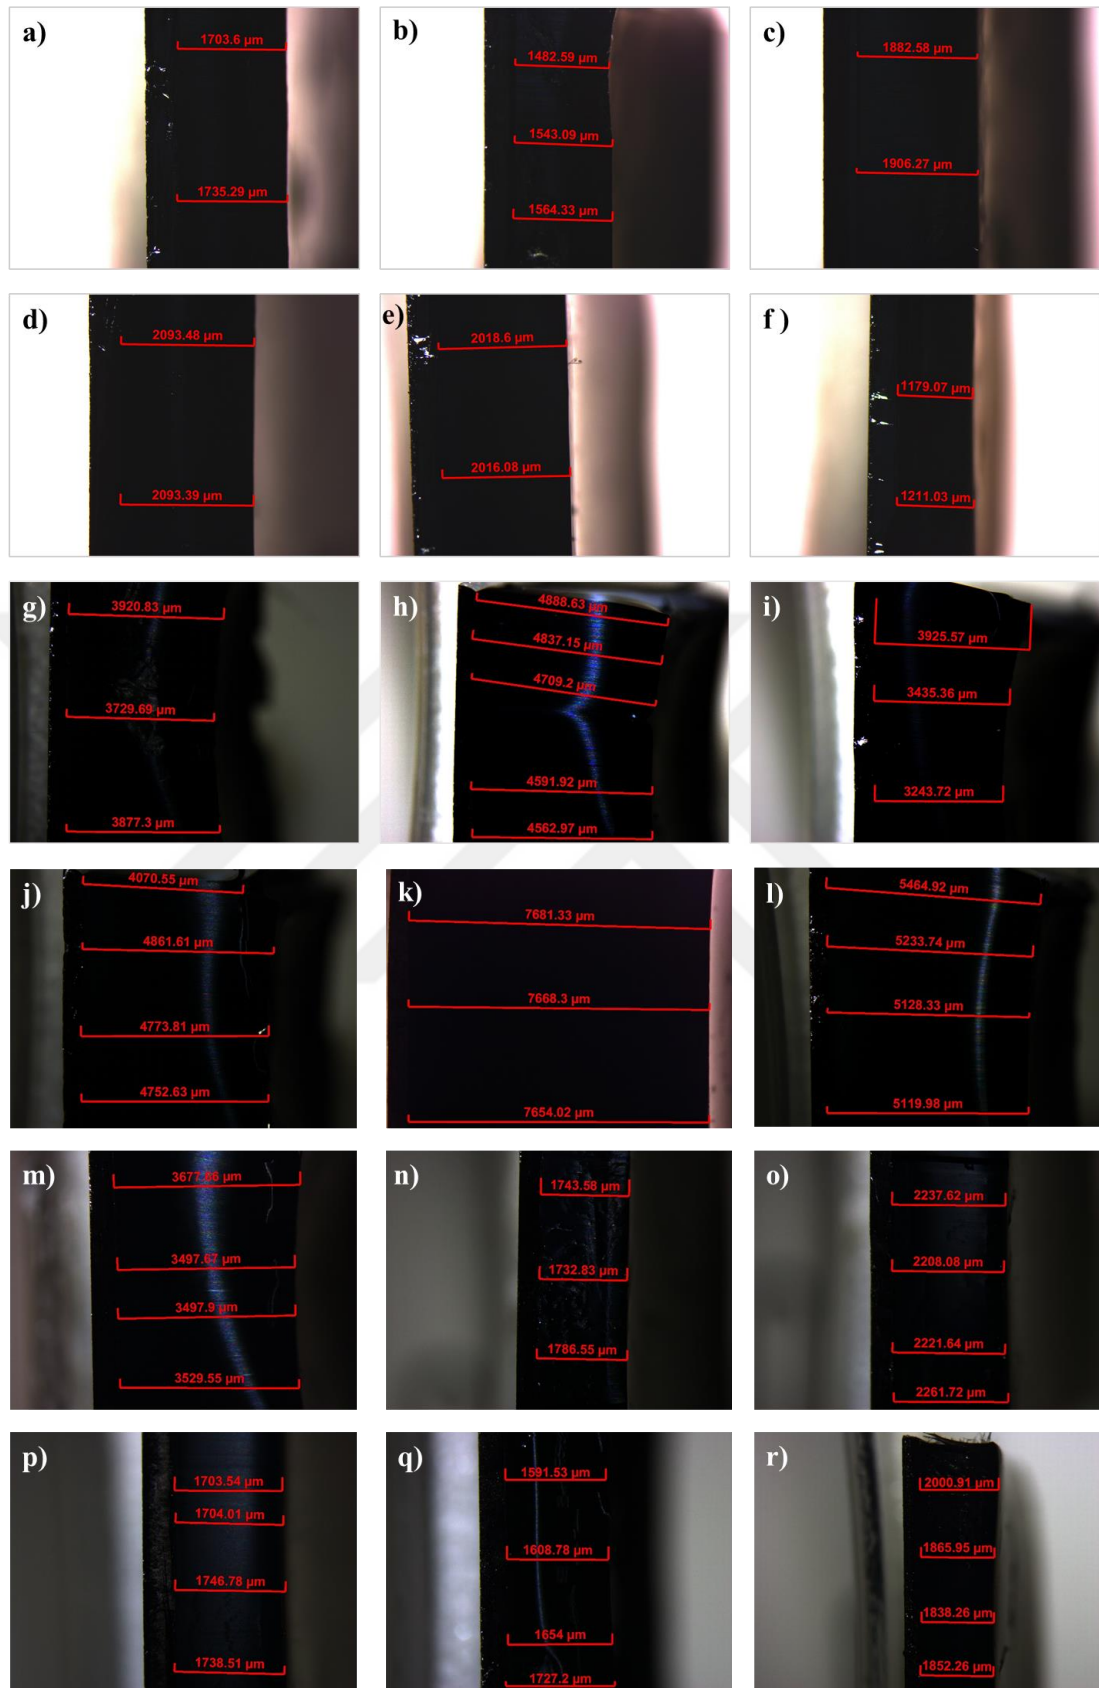 a)
1703.6 µm
1735.29 µm
b)
1482.59 µm
1543.09 µm
1564.33 µm
c)
1882.58 µm
1906.27 µm
d)
2093.48 µm
2093.39 µm
e)
2018.6 µm
2016.08 µm
f )
1179.07 µm
1211.03 µm
g)
3920.83 µm
3729.69 µm
3877.3 µm
h)
4888.63 µm
4837.15 µm
4709.2 µm
4591.92 µm
4562.97 µm
i)
3925.57 µm
3435.36 µm
3243.72 µm
j)
4070.55 µm
4861.61 µm
4773.81 µm
4752.63 µm
k)
7681.33 µm
7668.3 µm
7654.02 µm
l)
5464.92 µm
5233.74 µm
5128.33 µm
5119.98 µm
m)
3677.86 µm
3497.67 µm
3497.9 µm
3529.55 µm
n)
1743.58 µm
1732.83 µm
1786.55 µm
o)
2237.62 µm
2208.08 µm
2221.64 µm
2261.72 µm
p)
1703.54 µm
1704.01 µm
1746.78 µm
1738.51 µm
q)
1591.53 µm
1608.78 µm
1654 µm
1727.2 µm
r)
2000.91 µm
1865.95 µm
1838.26 µm
1852.26 µm